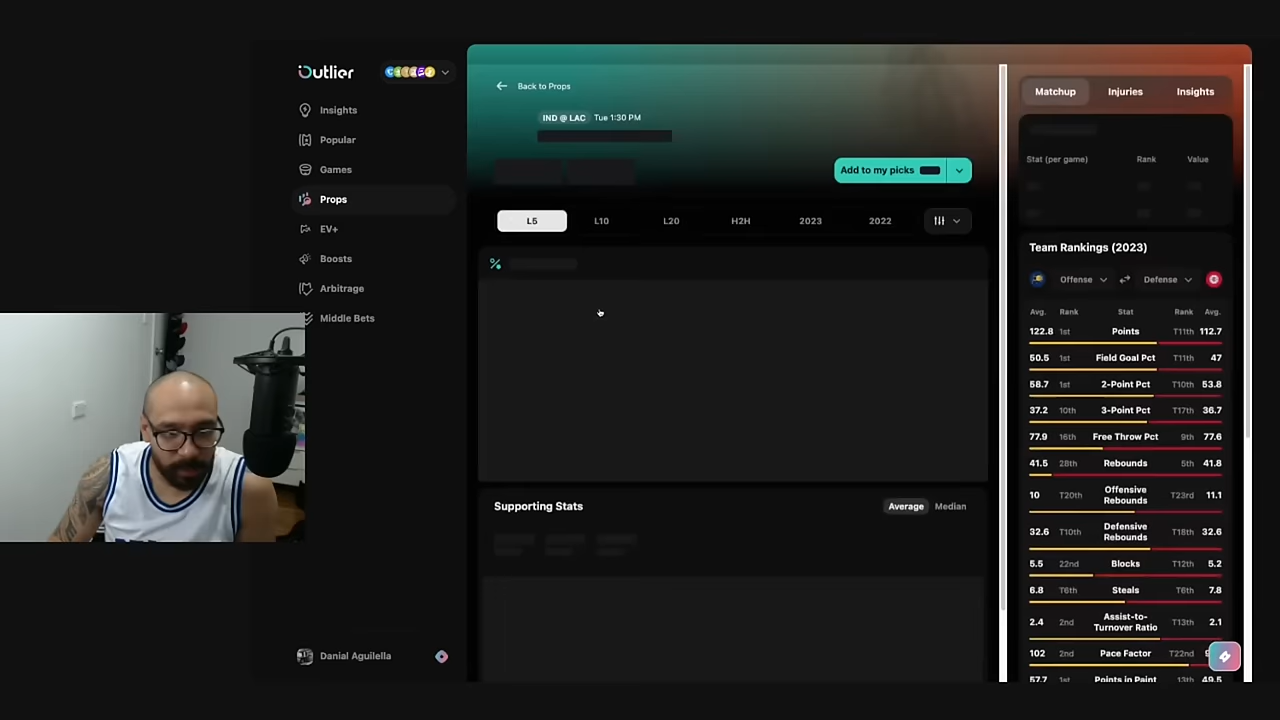 Outlier
Insights
Popular
Games
Props
EV+
Boosts
Arbitrage
Middle Bets
Danial Aguilella
Back to Props
IND @ LAC Tue 1:30 PM
Add to my picks
L5 L10 L20 H2H 2023 2022
%
Supporting Stats
Average Median
Matchup Injuries Insights
Stat (per game) Rank Value
Team Rankings (2023)
Offense Defense
Avg. Rank Stat Rank Avg.
122.8 1st Points T11th 112.7
50.5 1st Field Goal Pct T11th 47
58.7 1st 2-Point Pct T10th 53.8
37.2 10th 3-Point Pct T17th 36.7
77.9 16th Free Throw Pct 9th 77.6
41.5 28th Rebounds 5th 41.8
10 T20th Offensive Rebounds T23rd 11.1
32.6 T10th Defensive Rebounds T18th 32.6
5.5 22nd Blocks T12th 5.2
6.8 T6th Steals T6th 7.8
2.4 2nd Assist-to-Turnover Ratio T13th 2.1
102 2nd Pace Factor T22nd
57.7 1st Points in Paint 13th 49.5